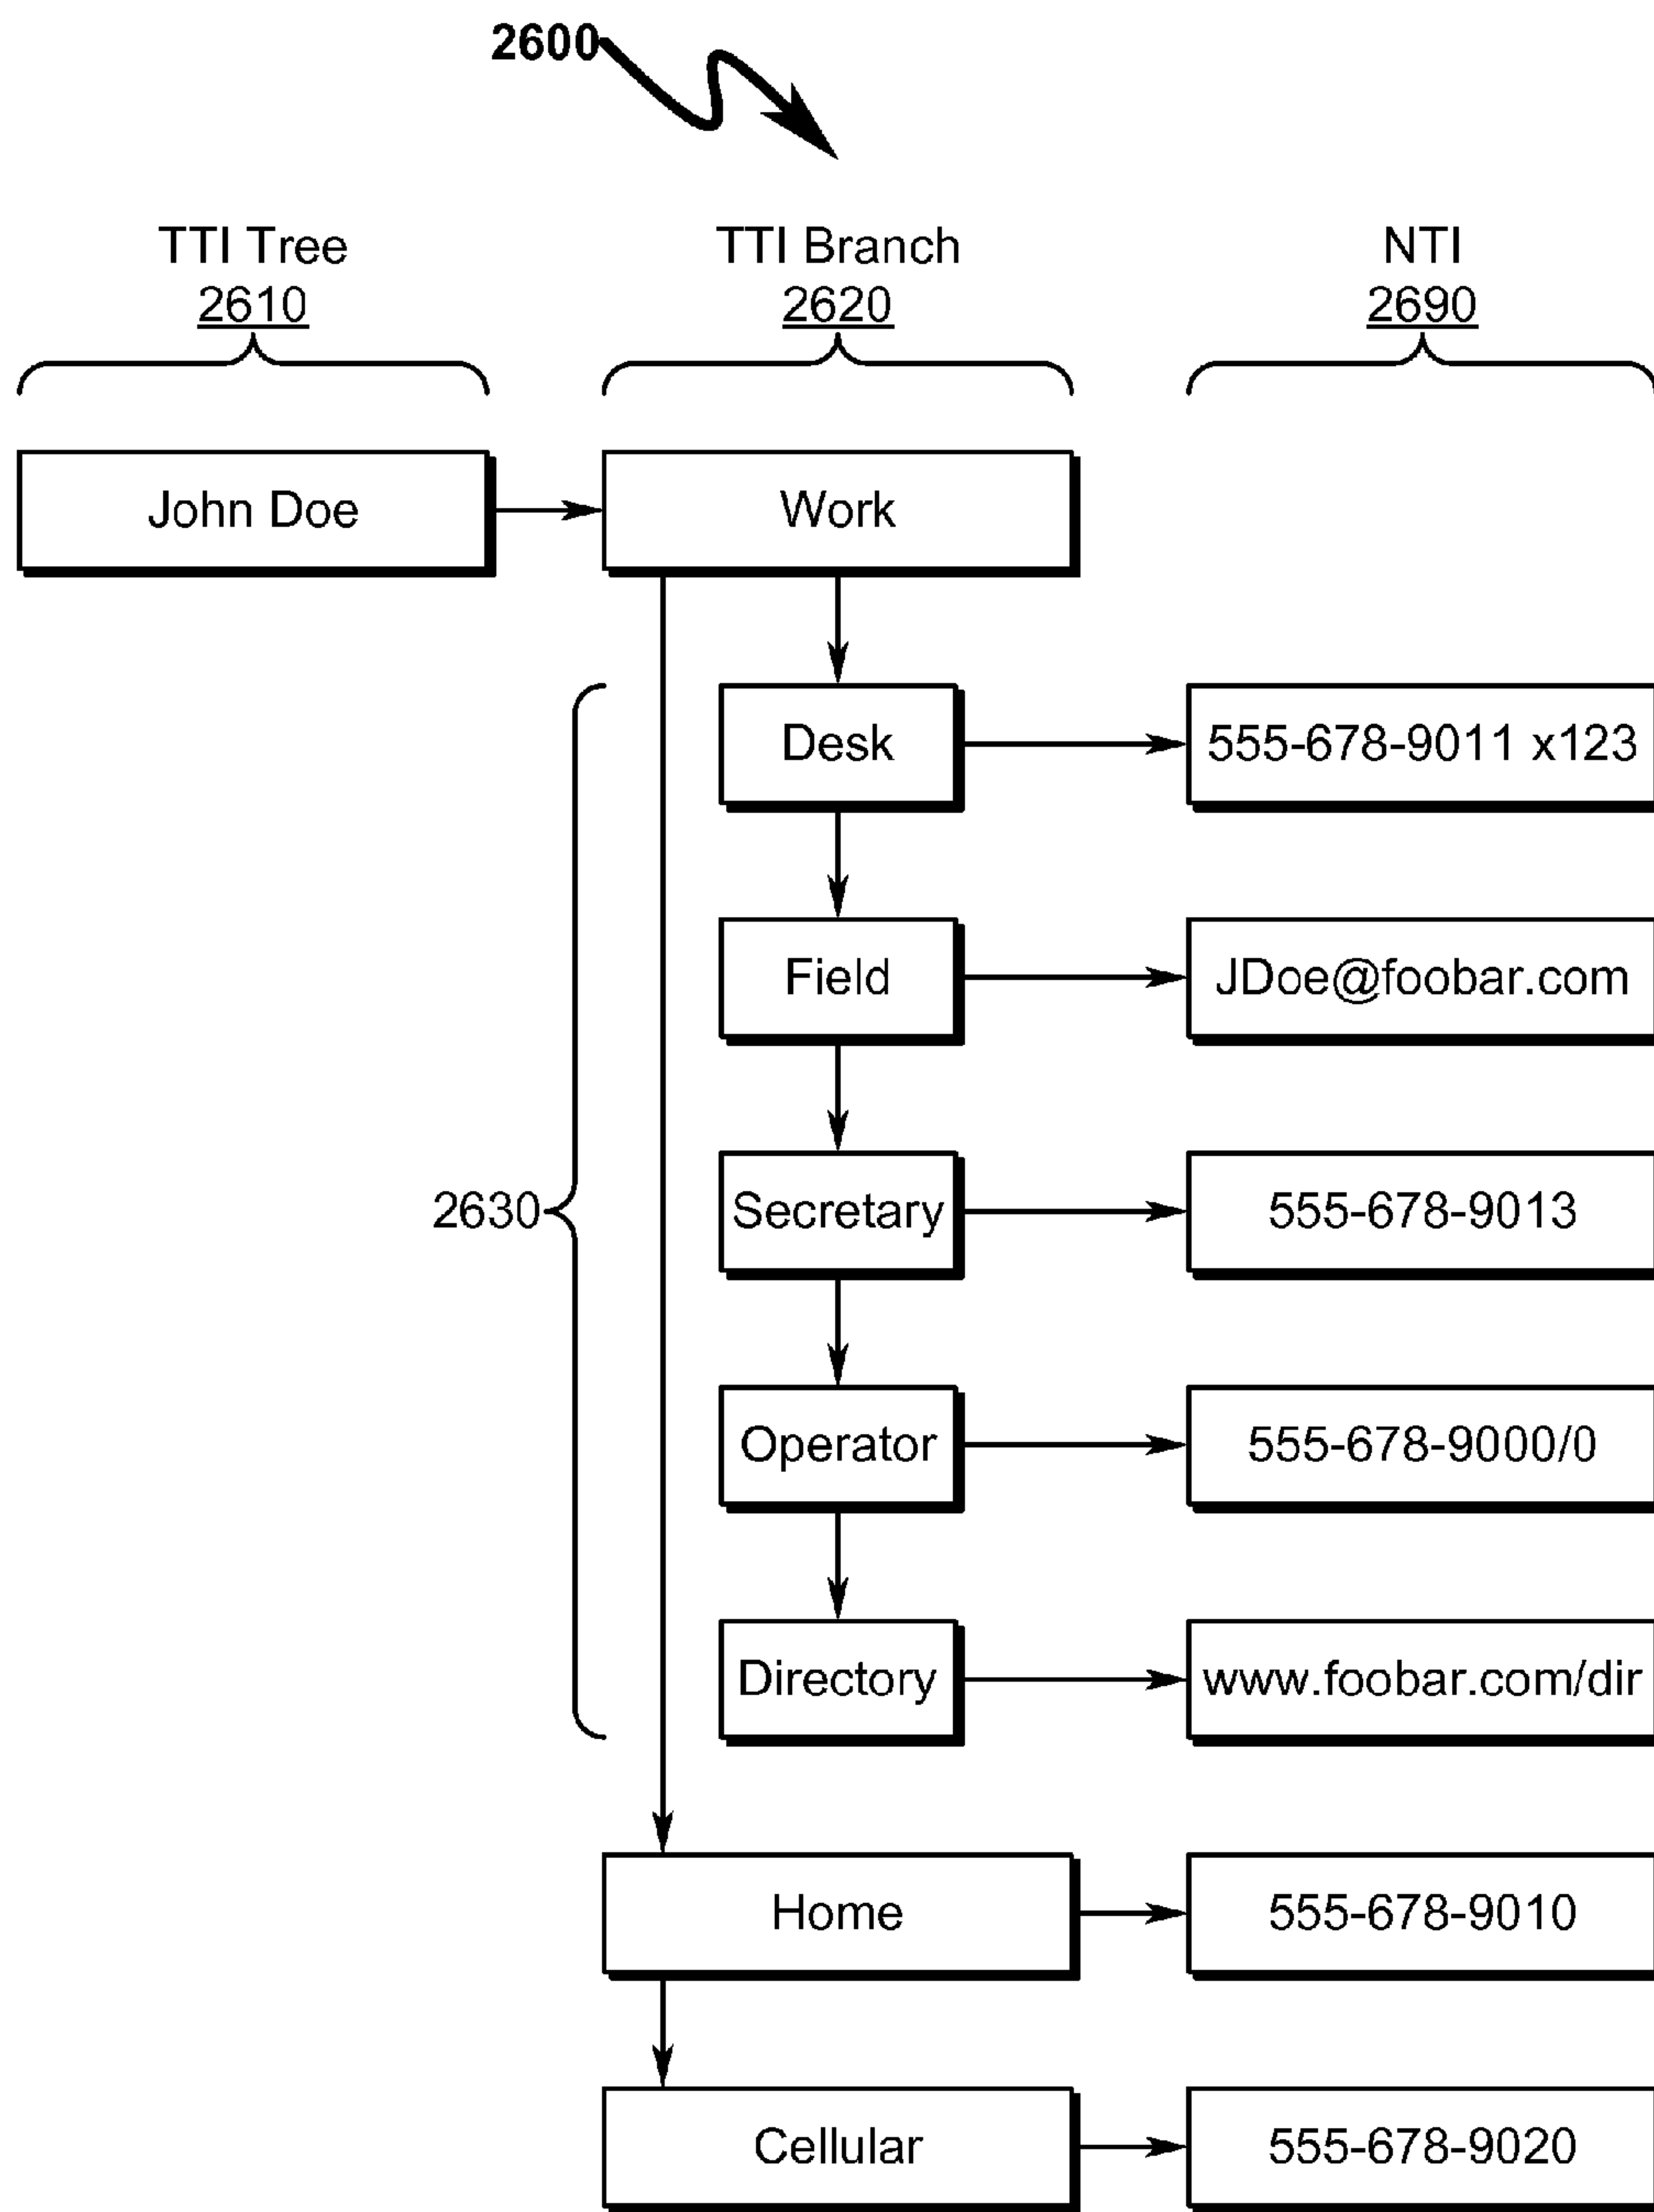 2600
TTI Tree
2610
TTI Branch
2620
NTI
2690
John Doe
Work
Desk
555-678-9011 x123
Field
JDoe@foobar.com
2630
Secretary
555-678-9013
Operator
555-678-9000/0
Directory
www.foobar.com/dir
Home
555-678-9010
Cellular
555-678-9020